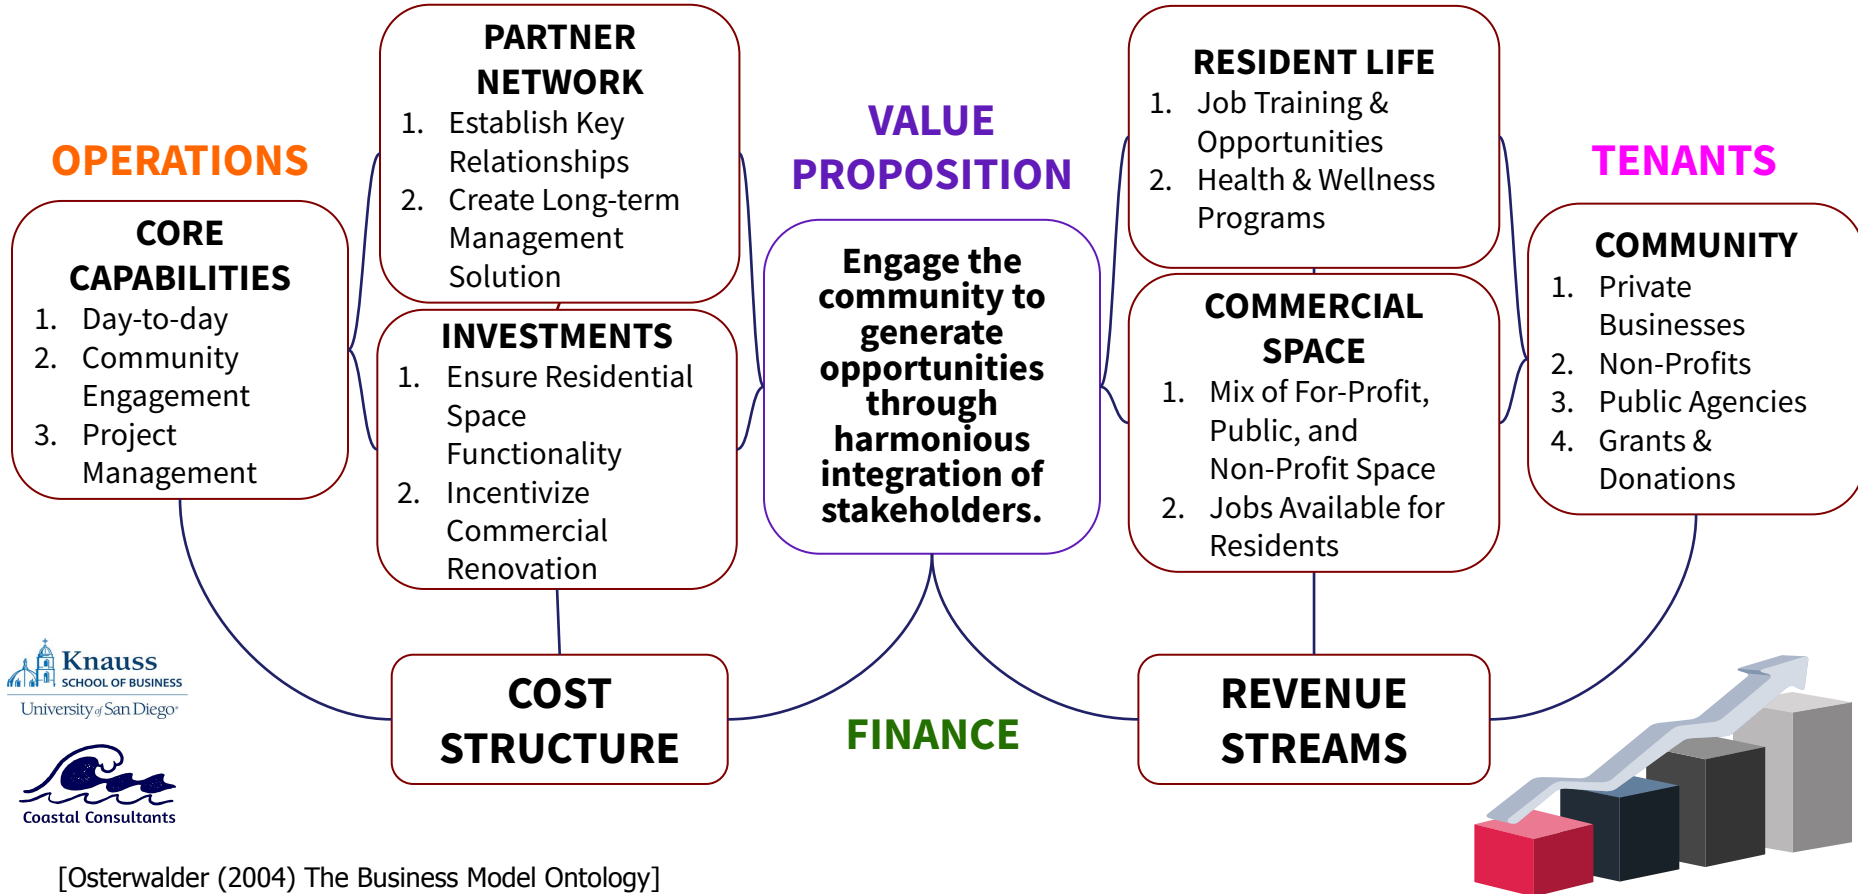 OPERATIONS
CORE
CAPABILITIES
1. Day-to-day
2. Community
Engagement
3. Project
Management
PARTNER
NETWORK
1. Establish Key
Relationships
2. Create Long-term
Management
Solution
INVESTMENTS
1. Ensure Residential
Space
Functionality
2. Incentivize
Commercial
Renovation
VALUE
PROPOSITION
Engage the
community to
generate
opportunities
through
harmonious
integration of
stakeholders.
RESIDENT LIFE
1. Job Training &
Opportunities
2. Health & Wellness
Programs
COMMERCIAL
SPACE
1. Mix of For-Profit,
Public, and
Non-Profit Space
2. Jobs Available for
Residents
TENANTS
COMMUNITY
1. Private
Businesses
2. Non-Profits
3. Public Agencies
4. Grants &
Donations
COST
STRUCTURE
FINANCE
REVENUE
STREAMS
Knauss
SCHOOL OF BUSINESS
University of San Diego
Coastal Consultants
[Osterwalder (2004) The Business Model Ontology]